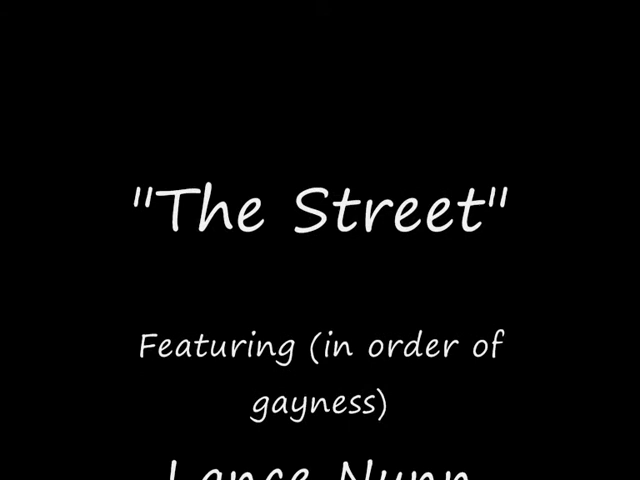 "The Street"
Featuring (in order of
gayness)
Lance Nunn